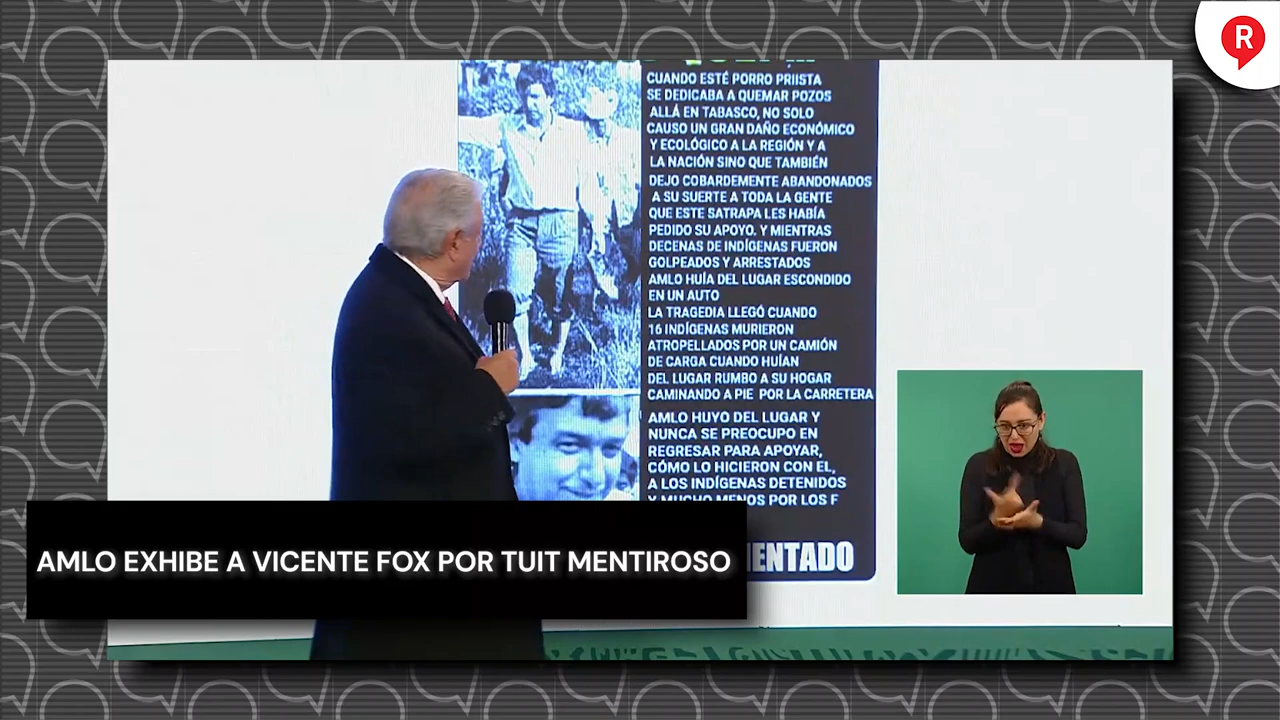 R
CUANDO ESTÉ PORRO PRIISTA
SE DEDICABA A QUEMAR POZOS
ALLÁ EN TABASCO, NO SOLO
CAUSO UN GRAN DAÑO ECONÓMICO
Y ECOLÓGICO A LA REGIÓN Y A
LA NACIÓN SINO QUE TAMBIÉN
DEJO COBARDEMENTE ABANDONADOS
A SU SUERTE A TODA LA GENTE
QUE ESTE SATRAPA LES HABÍA
PEDIDO SU APOYO. Y MIENTRAS
DECENAS DE INDÍGENAS FUERON
GOLPEADOS Y ARRESTADOS
AMLO HUÍA DEL LUGAR ESCONDIDO
EN UN AUTO
LA TRAGEDIA LLEGÓ CUANDO
16 INDÍGENAS MURIERON
ATROPELLADOS POR UN CAMIÓN
DE CARGA CUANDO HUÍAN
DEL LUGAR RUMBO A SU HOGAR
CAMINANDO A PIE POR LA CARRETERA
AMLO HUYO DEL LUGAR Y
NUNCA SE PREOCUPO EN
REGRESAR PARA APOYAR,
CÓMO LO HICIERON CON EL,
A LOS INDÍGENAS DETENIDOS
Y MUCHO MENOS POR LOS F
AMLO EXHIBE A VICENTE FOX POR TUIT MENTIROSO